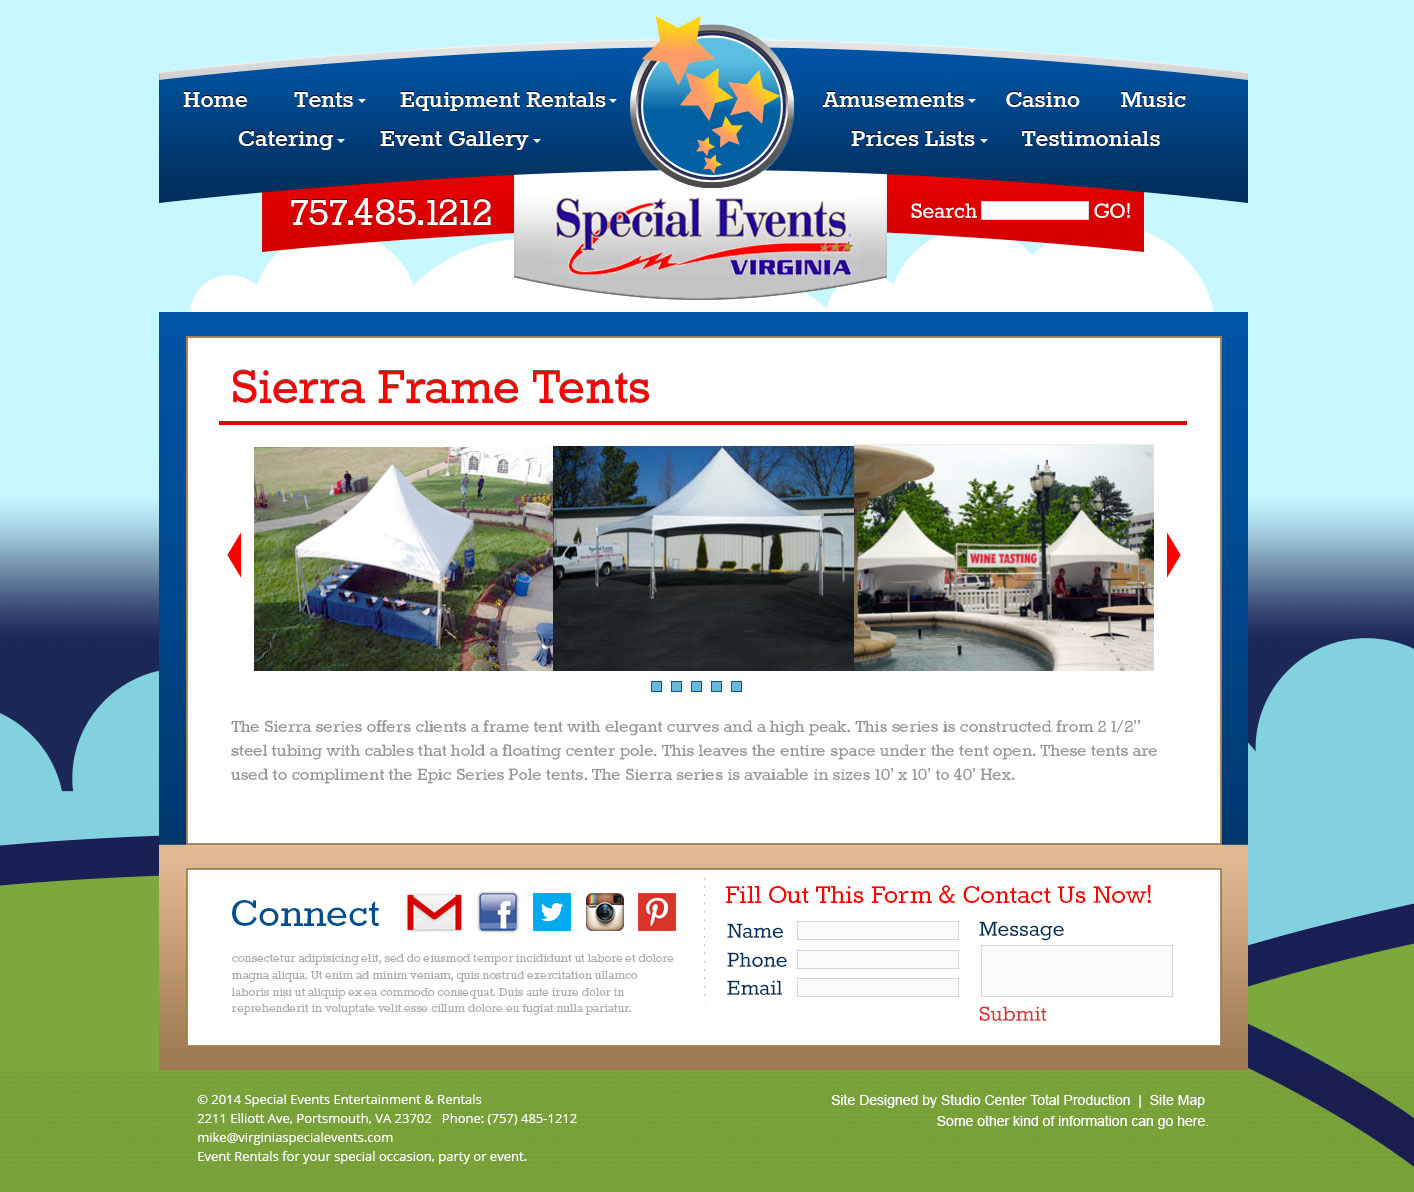 Home Tents Equipment Rentals Amusements Casino Music
Catering Event Gallery Prices Lists Testimonials
757.485.1212
Special Events
VIRGINIA
Search GO!
Sierra Frame Tents
WINE TASTING
The Sierra series offers clients a frame tent with elegant curves and a high peak. This series is constructed from 2 1/2”
steel tubing with cables that hold a floating center pole. This leaves the entire space under the tent open. These tents are
used to compliment the Epic Series Pole tents. The Sierra series is avaiable in sizes 10’ x 10’ to 40’ Hex.
Connect
consectetur adipisicing elit, sed do eiusmod tempor incididunt ut labore et dolore
magna aliqua. Ut enim ad minim veniam, quis nostrud exercitation ullamco
laboris nisi ut aliquip ex ea commodo consequat. Duis aute irure dolor in
reprehenderit in voluptate velit esse cillum dolore eu fugiat nulla pariatur.
Fill Out This Form & Contact Us Now!
Name
Phone
Email
Message
Submit
© 2014 Special Events Entertainment & Rentals
2211 Elliott Ave, Portsmouth, VA 23702 Phone: (757) 485-1212
mike@virginiaspecialevents.com
Event Rentals for your special occasion, party or event.
Site Designed by Studio Center Total Production | Site Map
Some other kind of information can go here.